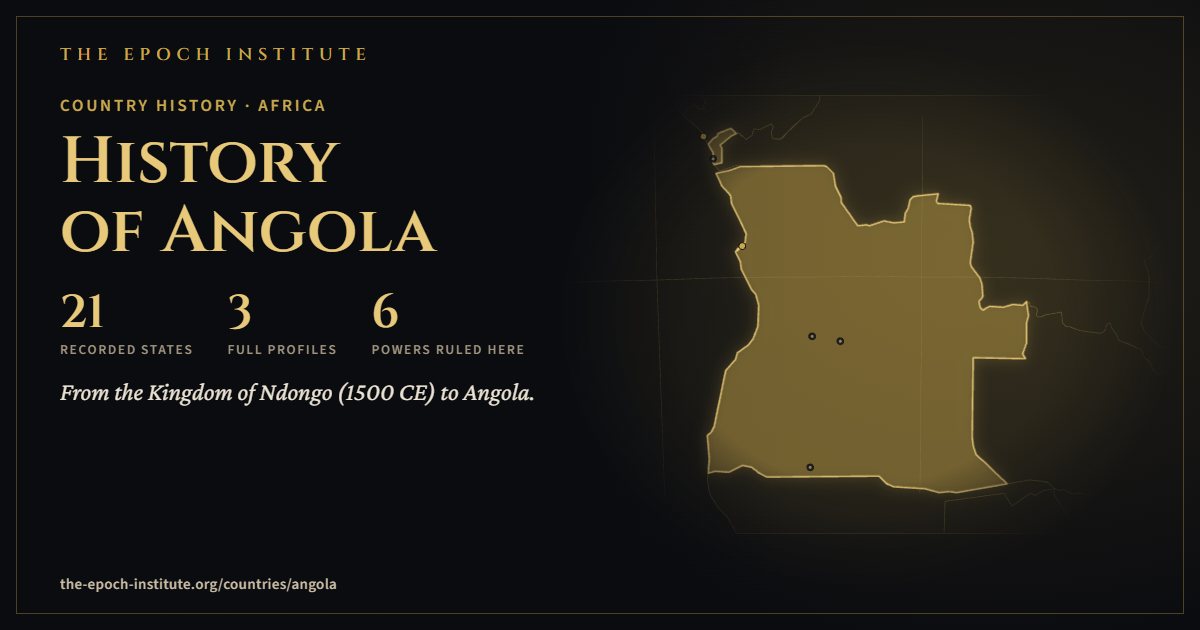 THE EPOCH INSTITUTE
COUNTRY HISTORY · AFRICA
HISTORY
OF ANGOLA
21 3 6
RECORDED STATES FULL PROFILES POWERS RULED HERE
From the Kingdom of Ndongo (1500 CE) to Angola.
the-epoch-institute.org/countries/angola